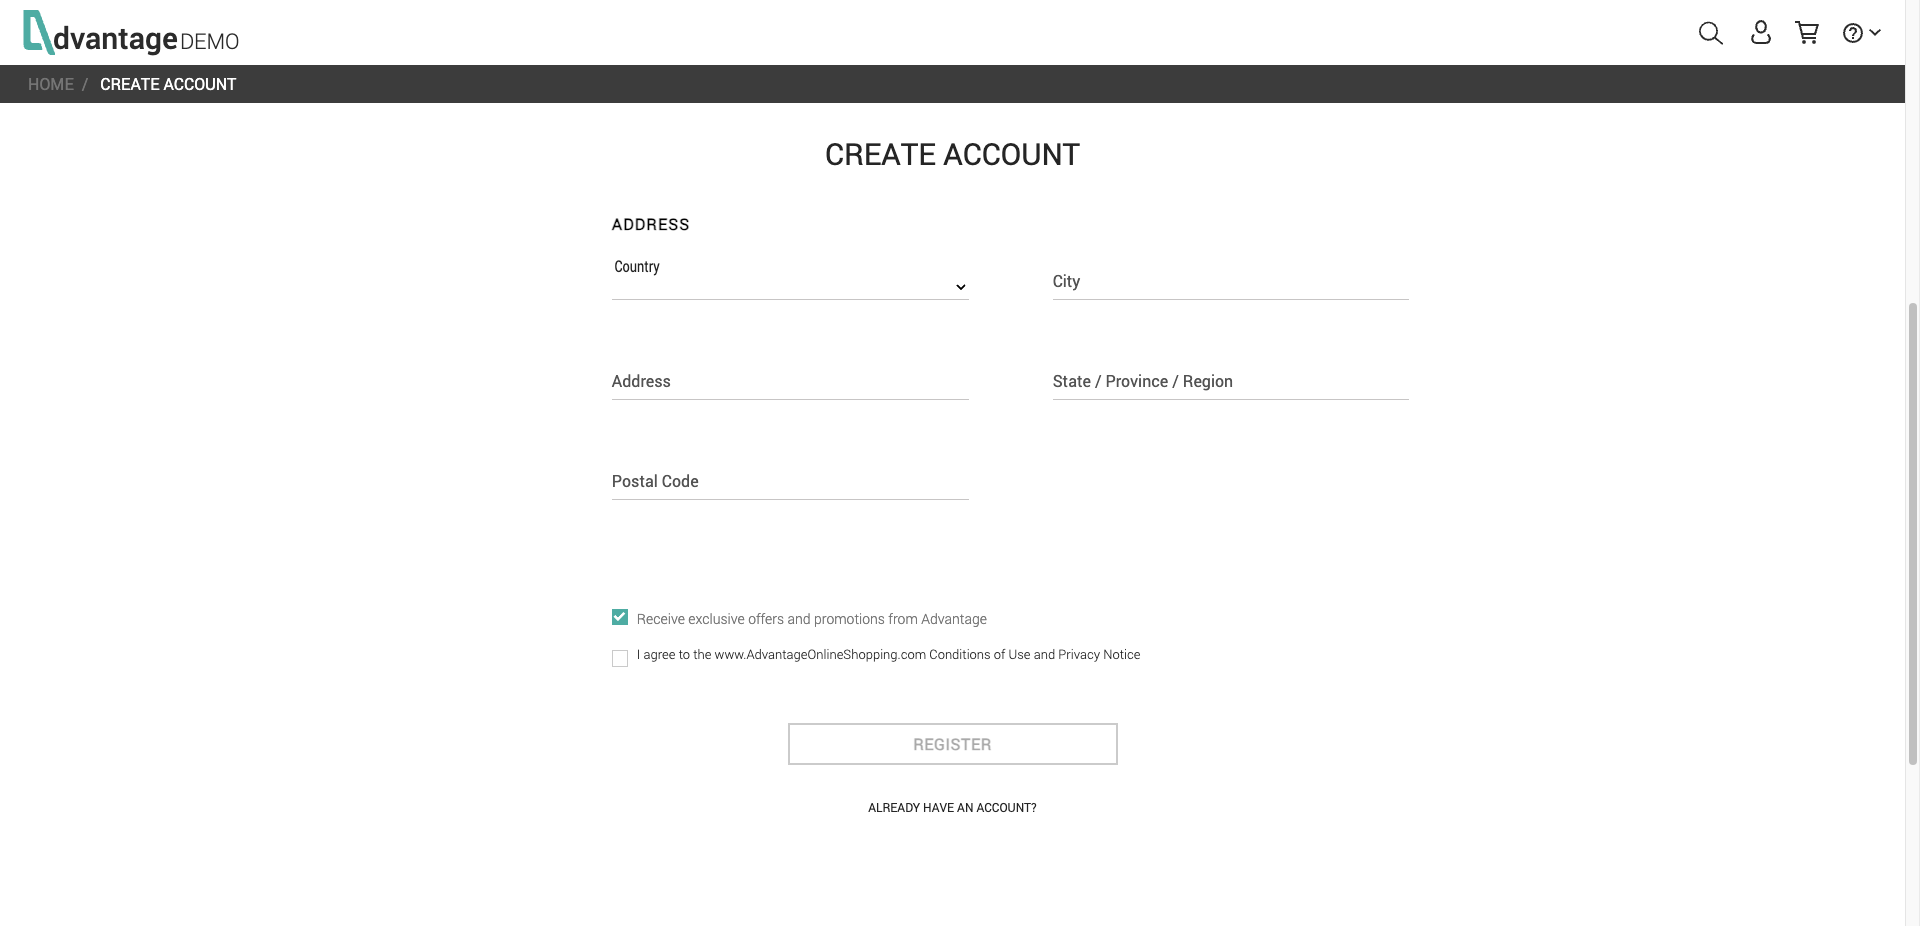 dvantage DEMO
HOME / CREATE ACCOUNT
CREATE ACCOUNT
ADDRESS
Country
City
Address
State / Province / Region
Postal Code
Receive exclusive offers and promotions from Advantage
I agree to the www.AdvantageOnlineShopping.com Conditions of Use and Privacy Notice
REGISTER
ALREADY HAVE AN ACCOUNT?